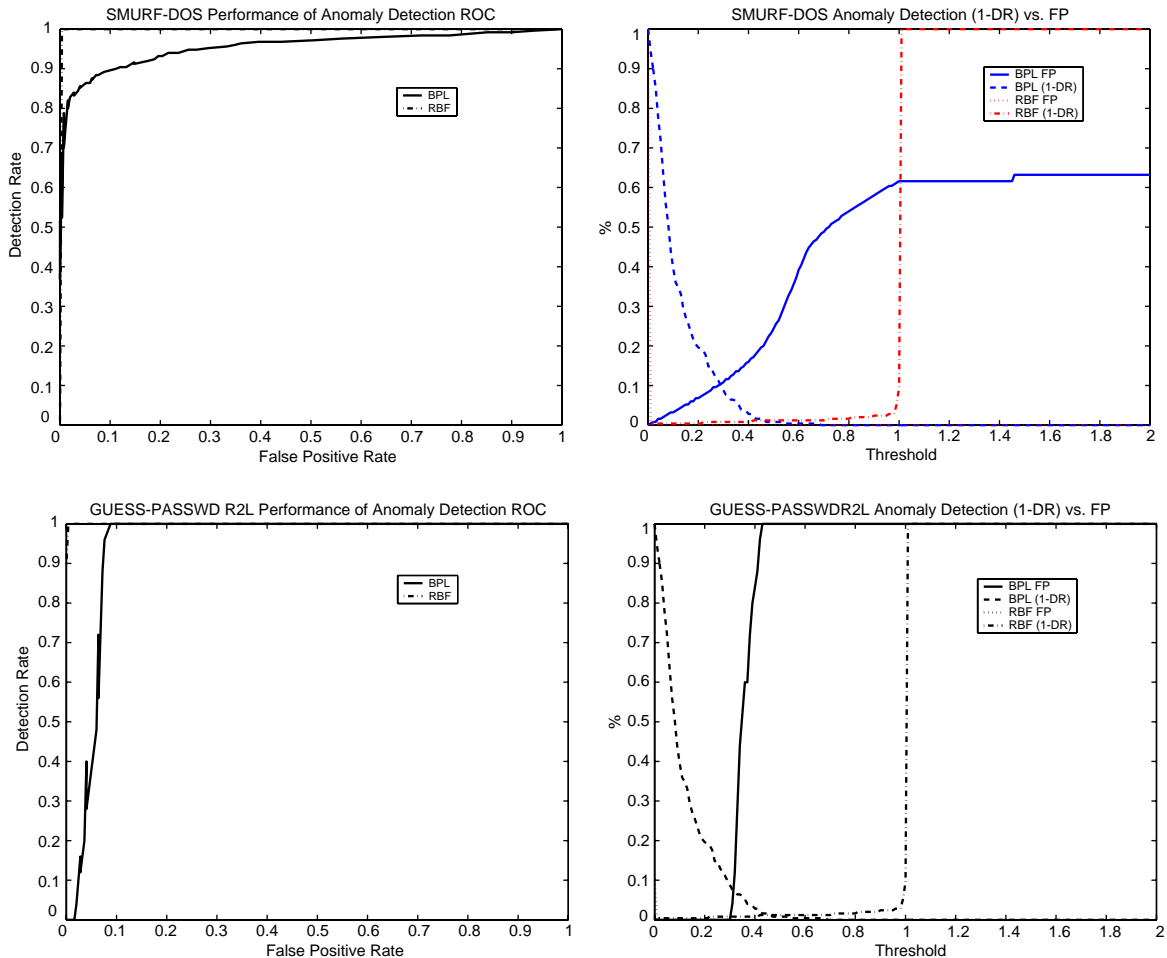 SMURF-DOS Performance of Anomaly Detection ROC
1
0.9
0.8
0.7
0.6
0.5
0.4
0.3
0.2
0.1
0
Detection Rate
BPL
RBF
0 0.1 0.2 0.3 0.4 0.5 0.6 0.7 0.8 0.9 1
False Positive Rate
SMURF-DOS Anomaly Detection (1-DR) vs. FP
1
0.9
0.8
0.7
0.6
0.5
0.4
0.3
0.2
0.1
0
%
BPL FP
BPL (1-DR)
RBF FP
RBF (1-DR)
0 0.2 0.4 0.6 0.8 1 1.2 1.4 1.6 1.8 2
Threshold
GUESS-PASSWD R2L Performance of Anomaly Detection ROC
1
0.9
0.8
0.7
0.6
0.5
0.4
0.3
0.2
0.1
0
Detection Rate
BPL
RBF
0 0.1 0.2 0.3 0.4 0.5 0.6 0.7 0.8 0.9 1
False Positive Rate
GUESS-PASSWDR2L Anomaly Detection (1-DR) vs. FP
1
0.9
0.8
0.7
0.6
0.5
0.4
0.3
0.2
0.1
0
%
BPL FP
BPL (1-DR)
RBF FP
RBF (1-DR)
0 0.2 0.4 0.6 0.8 1 1.2 1.4 1.6 1.8 2
Threshold